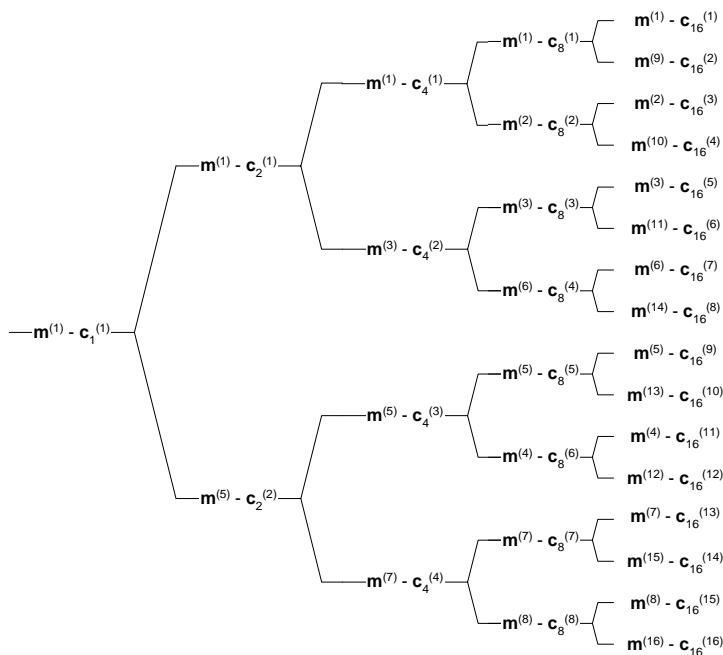 m(1) - c16(1)
m(1) - c8(1)
m(9) - c16(2)
m(1) - c4(1)
m(2) - c16(3)
m(2) - c8(2)
m(10) - c16(4)
m(1) - c2(1)
m(3) - c16(5)
m(3) - c8(3)
m(11) - c16(6)
m(3) - c4(2)
m(6) - c16(7)
m(6) - c8(4)
m(14) - c16(8)
m(1) - c1(1)
m(5) - c16(9)
m(5) - c8(5)
m(13) - c16(10)
m(5) - c4(3)
m(4) - c16(11)
m(4) - c8(6)
m(12) - c16(12)
m(5) - c2(2)
m(7) - c16(13)
m(7) - c8(7)
m(15) - c16(14)
m(7) - c4(4)
m(8) - c16(15)
m(8) - c8(8)
m(16) - c16(16)